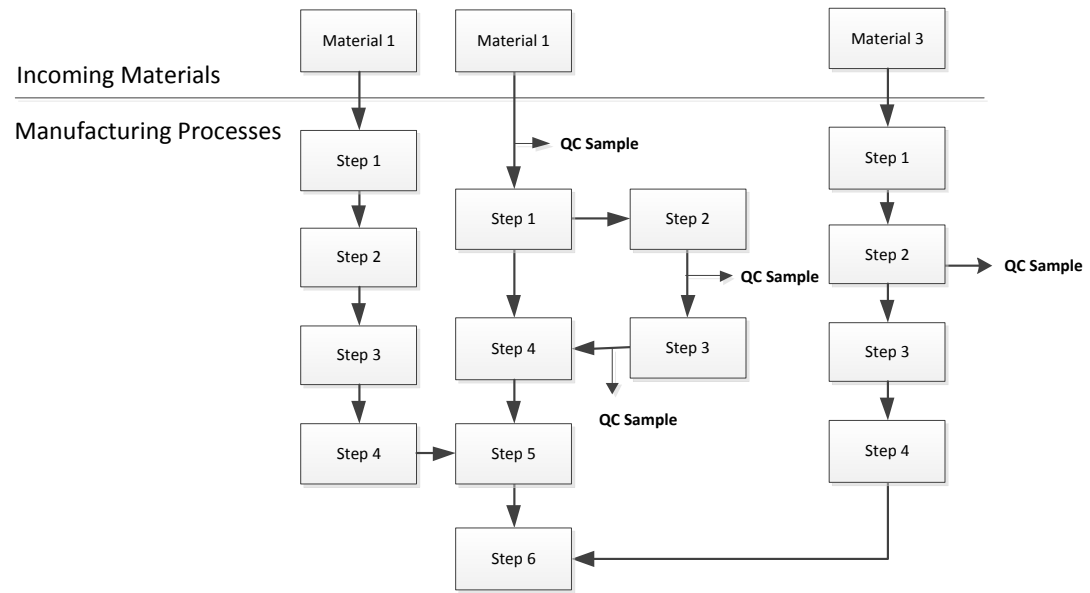 Material 1
Material 1
Material 3
Incoming Materials
Manufacturing Processes
Step 1
QC Sample
Step 1
Step 1
Step 2
Step 2
Step 2
QC Sample
QC Sample
Step 3
Step 4
Step 3
Step 3
QC Sample
Step 4
Step 5
Step 4
Step 6